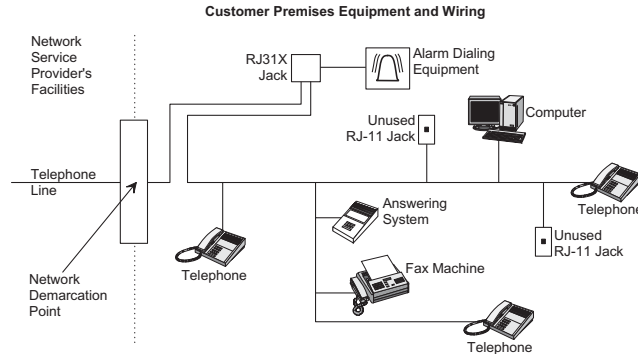 Customer Premises Equipment and Wiring
Network
Service
Provider's
Facilities
RJ31X
Jack
Alarm Dialing
Equipment
Unused
RJ-11 Jack
Computer
Telephone
Line
Telephone
Answering
System
Telephone
Unused
RJ-11 Jack
Fax Machine
Network
Demarcation
Point
Telephone